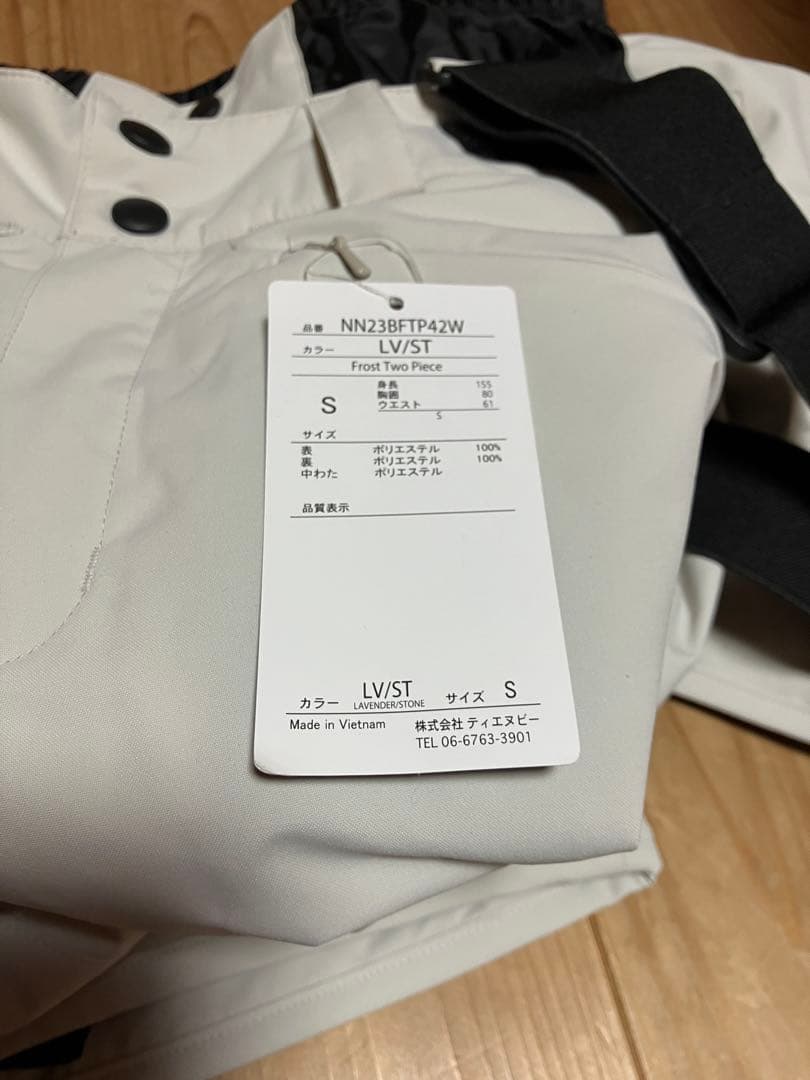 品番 NN23BFTP42W
カラー LV/ST
Frost Two Piece
S
身長 155
胸囲 80
ウエスト 61
S
サイズ
表 ポリエステル 100%
裏 ポリエステル 100%
中わた ポリエステル
品質表示
カラー LV/ST サイズ S
LAVENDER/STONE
Made in Vietnam 株式会社 ティエヌピー
TEL 06-6763-3901